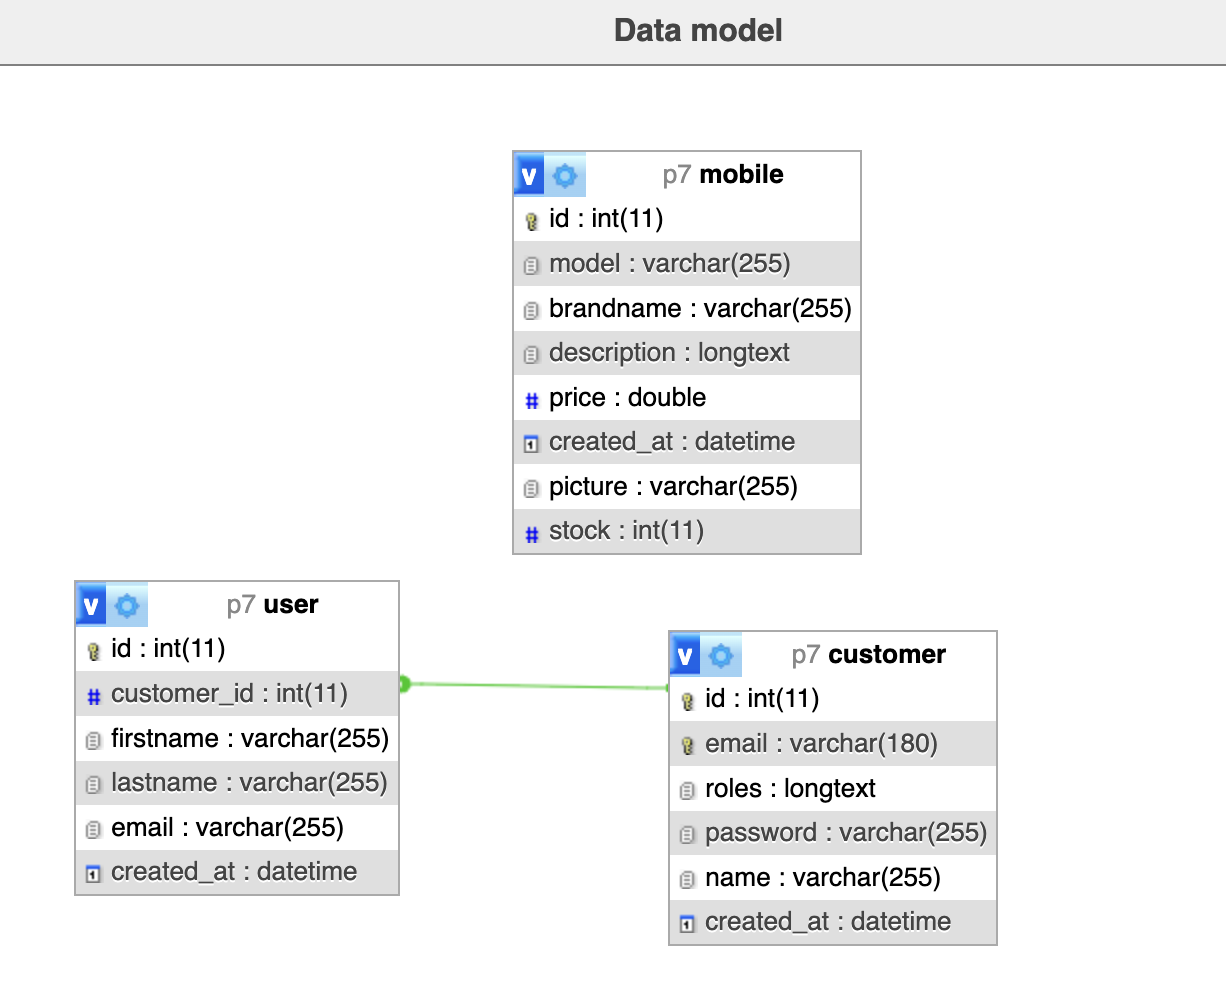 Data model
v p7 mobile
id : int(11)
model : varchar(255)
brandname : varchar(255)
description : longtext
# price : double
1 created_at : datetime
picture : varchar(255)
# stock : int(11)
v p7 user
id : int(11)
# customer_id : int(11)
firstname : varchar(255)
lastname : varchar(255)
email : varchar(255)
1 created_at : datetime
v p7 customer
id : int(11)
email : varchar(180)
roles : longtext
password : varchar(255)
name : varchar(255)
1 created_at : datetime